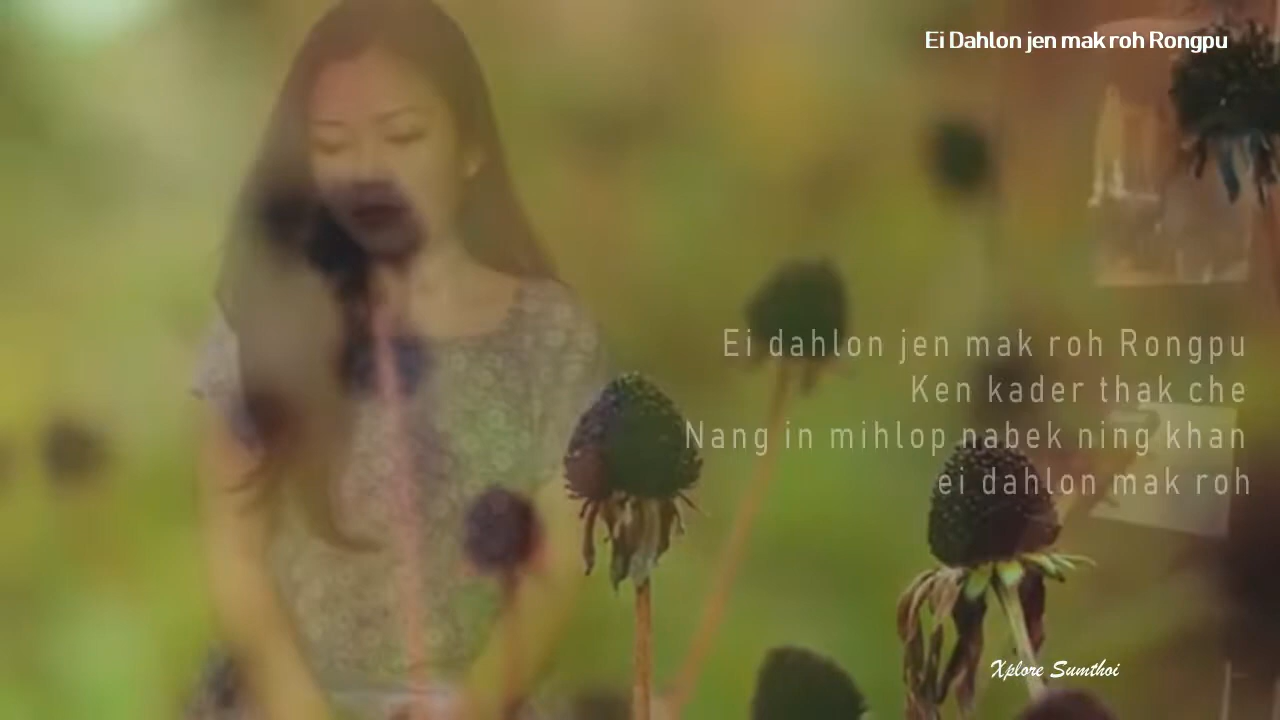 Ei Dahlon jen mak roh Rongpu
Ei dahlon jen mak roh Rongpu
Ken kader thak che
Nang in mihlop nabek ning khan
ei dahlon mak roh
Xplore Sumthoi